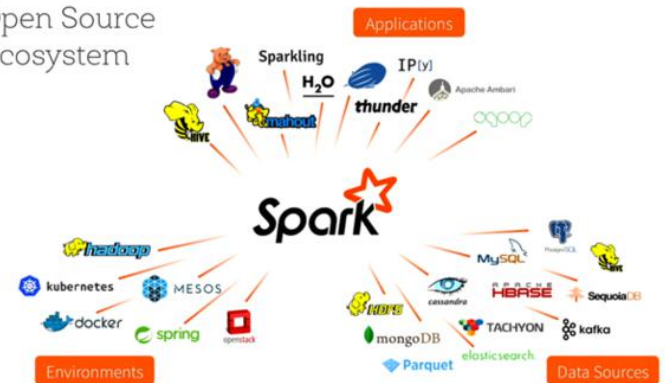 pen Source
cosystem
Applications
Sparkling
H₂O
IP[y]
mahout
thunder
Apache Ambari
sqoop
HIVE
Spark
hadoop
kubernetes
MESOS
docker
spring
openstack
Environments
PostgreSQL
MySQL
HIVE
cassandra
APACHE
HBASE
SequoiaDB
HDFS
mongoDB
TACHYON
kafka
Parquet
elasticsearch.
Data Sources